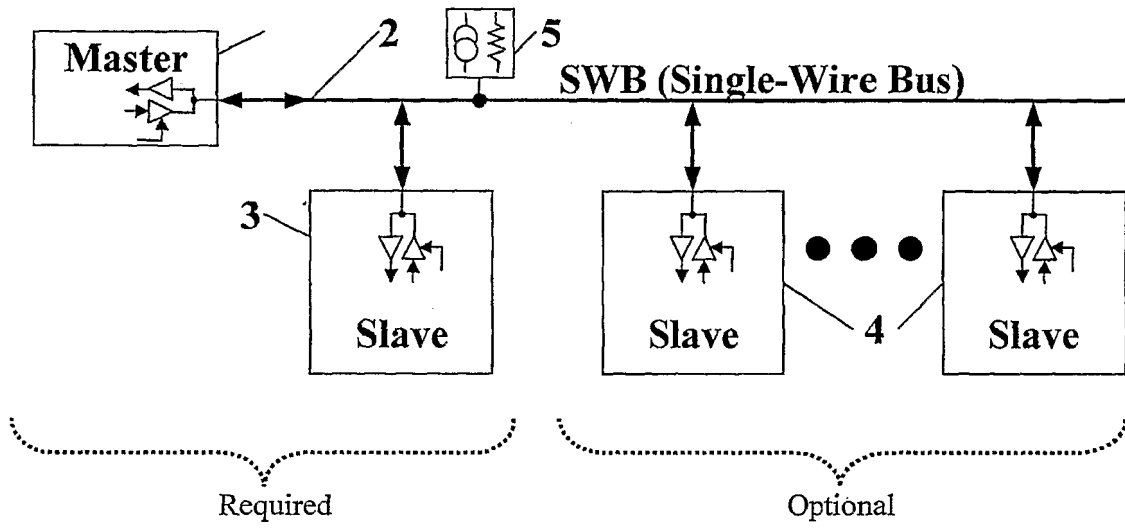 Master
2
5
SWB (Single-Wire Bus)
3
Slave
Slave
4
Slave
Required
Optional